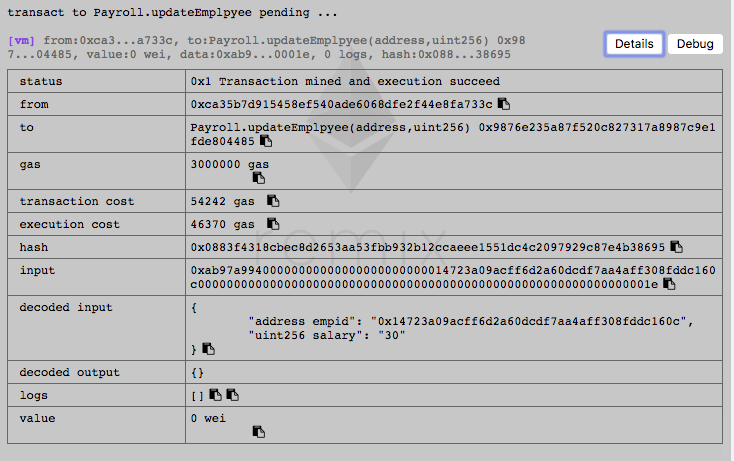 transact to Payroll.updateEmplpyee pending ...
[vm] from:0xca3...a733c, to:Payroll.updateEmplpyee(address,uint256) 0x98
7...04485, value:0 wei, data:0xab9...0001e, 0 logs, hash:0x088...38695
Details
Debug
status 0x1 Transaction mined and execution succeed
from 0xca35b7d915458ef540ade6068dfe2f44e8fa733c
to Payroll.updateEmplpyee(address,uint256) 0x9876e235a87f520c827317a8987c9e1
fde804485
gas 3000000 gas
transaction cost 54242 gas
execution cost 46370 gas
hash 0x0883f4318cbec8d2653aa53fbb932b12ccaeee1551dc4c2097929c87e4b38695
input 0xab97a99400000000000000000000000014723a09acff6d2a60dcdf7aa4aff308fddc160
c000000000000000000000000000000000000000000000000000000000000001e
decoded input {
"address empid": "0x14723a09acff6d2a60dcdf7aa4aff308fddc160c",
"uint256 salary": "30"
}
decoded output {}
logs []
value 0 wei
remix